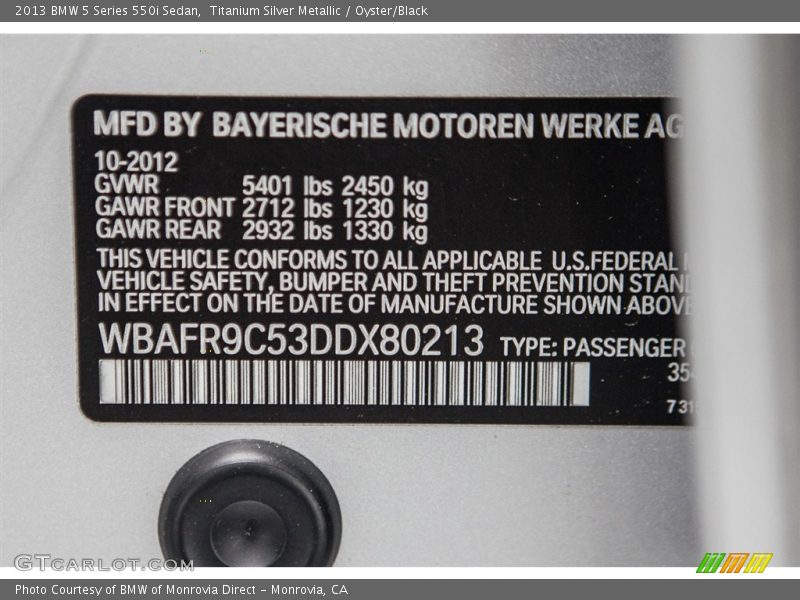 2013 BMW 5 Series 550i Sedan, Titanium Silver Metallic / Oyster/Black
MFD BY BAYERISCHE MOTOREN WERKE AG
10-2012
GVWR 5401 lbs 2450 kg
GAWR FRONT 2712 lbs 1230 kg
GAWR REAR 2932 lbs 1330 kg
THIS VEHICLE CONFORMS TO ALL APPLICABLE U.S.FEDERAL
VEHICLE SAFETY, BUMPER AND THEFT PREVENTION
IN EFFECT ON THE DATE OF MANUFACTURE SHOWN ABOVE
WBAFR9C53DDX80213 TYPE: PASSENGER
GTCARLOT.COM
Photo Courtesy of BMW of Monrovia Direct – Monrovia, CA